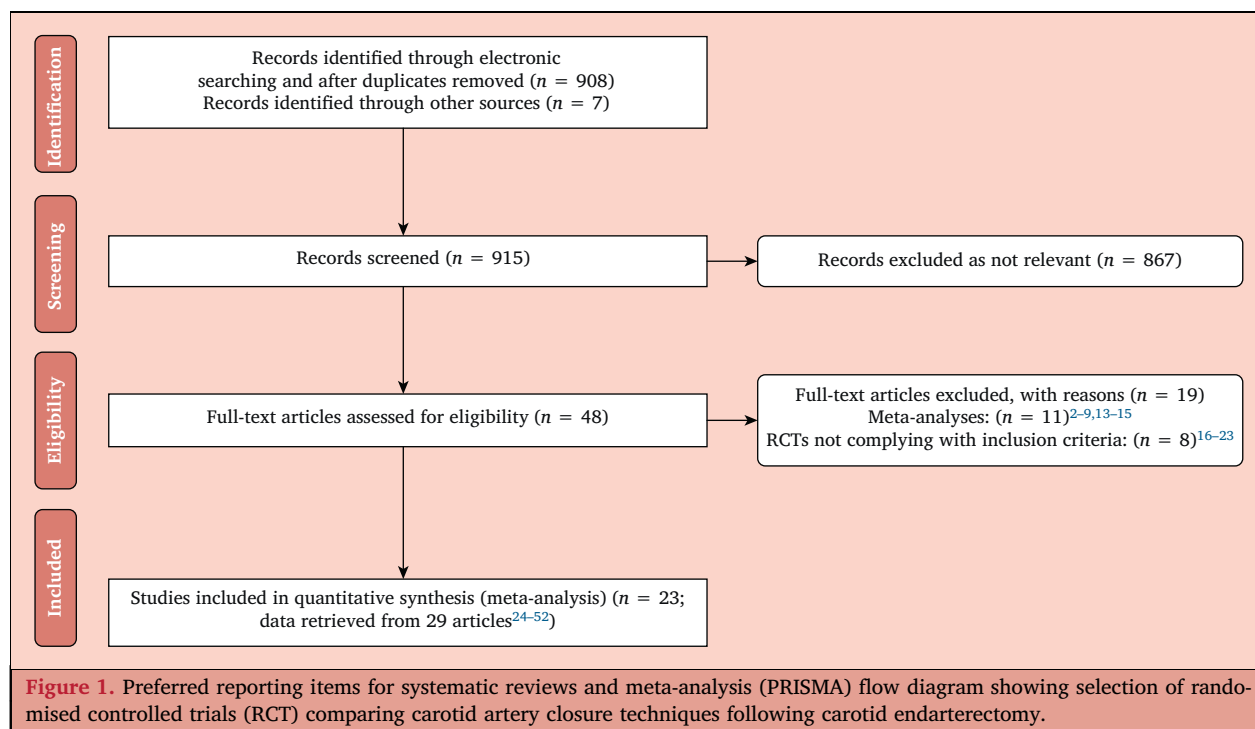 Identification
Records identified through electronic
searching and after duplicates removed (n = 908)
Records identified through other sources (n = 7)
Screening
Records screened (n = 915)
Records excluded as not relevant (n = 867)
Eligibility
Full-text articles assessed for eligibility (n = 48)
Full-text articles excluded, with reasons (n = 19)
Meta-analyses: (n = 11)2–9,13–15
RCTs not complying with inclusion criteria: (n = 8)16–23
Included
Studies included in quantitative synthesis (meta-analysis) (n = 23;
data retrieved from 29 articles24–52)
Figure 1. Preferred reporting items for systematic reviews and meta-analysis (PRISMA) flow diagram showing selection of rando-
mised controlled trials (RCT) comparing carotid artery closure techniques following carotid endarterectomy.